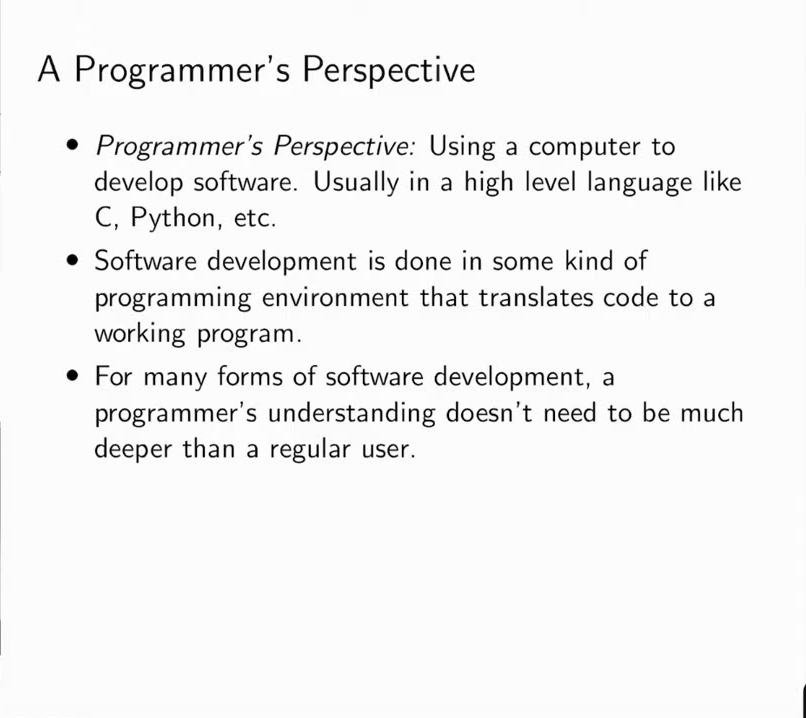 A Programmer's Perspective
• Programmer's Perspective: Using a computer to
develop software. Usually in a high level language like
C, Python, etc.
• Software development is done in some kind of
programming environment that translates code to a
working program.
• For many forms of software development, a
programmer's understanding doesn't need to be much
deeper than a regular user.